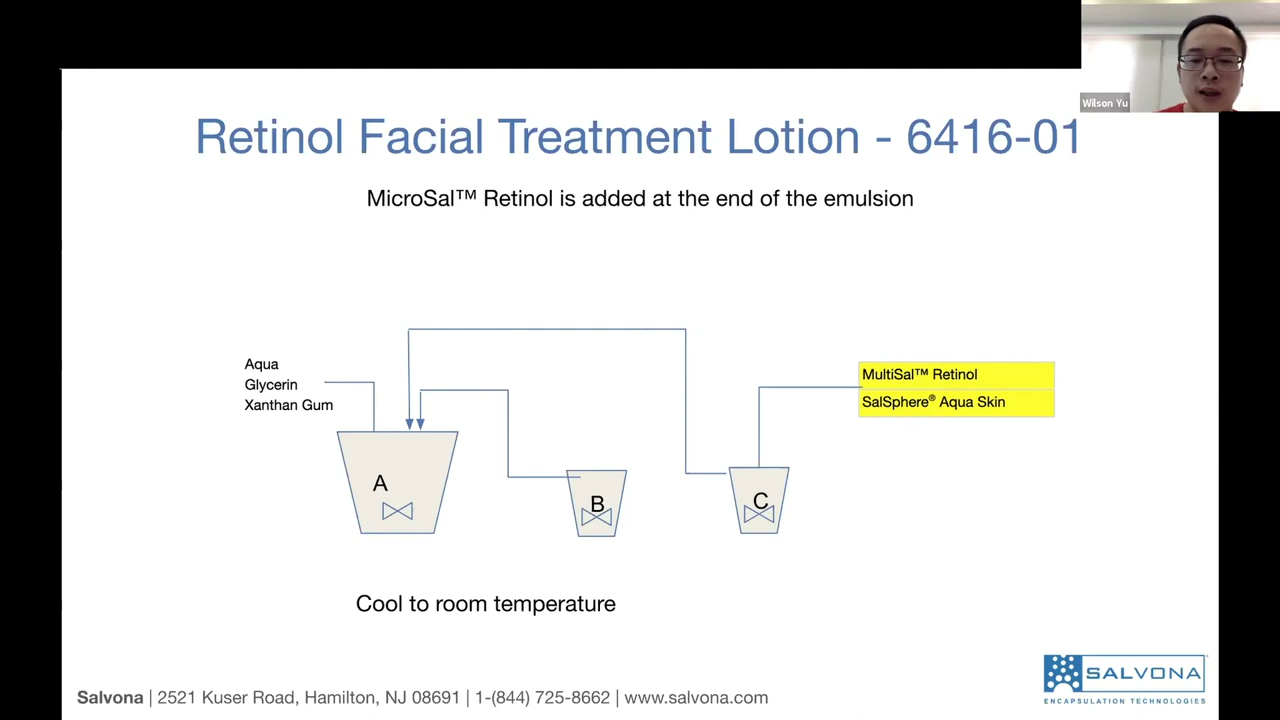 Wilson Yu
Retinol Facial Treatment Lotion - 6416-01
MicroSal™ Retinol is added at the end of the emulsion
Aqua
Glycerin
Xanthan Gum
MultiSal™ Retinol
SalSphere® Aqua Skin
A
B
C
Cool to room temperature
Salvona | 2521 Kuser Road, Hamilton, NJ 08691 | 1-(844) 725-8662 | www.salvona.com
SALVONA
ENCAPSULATION TECHNOLOGIES